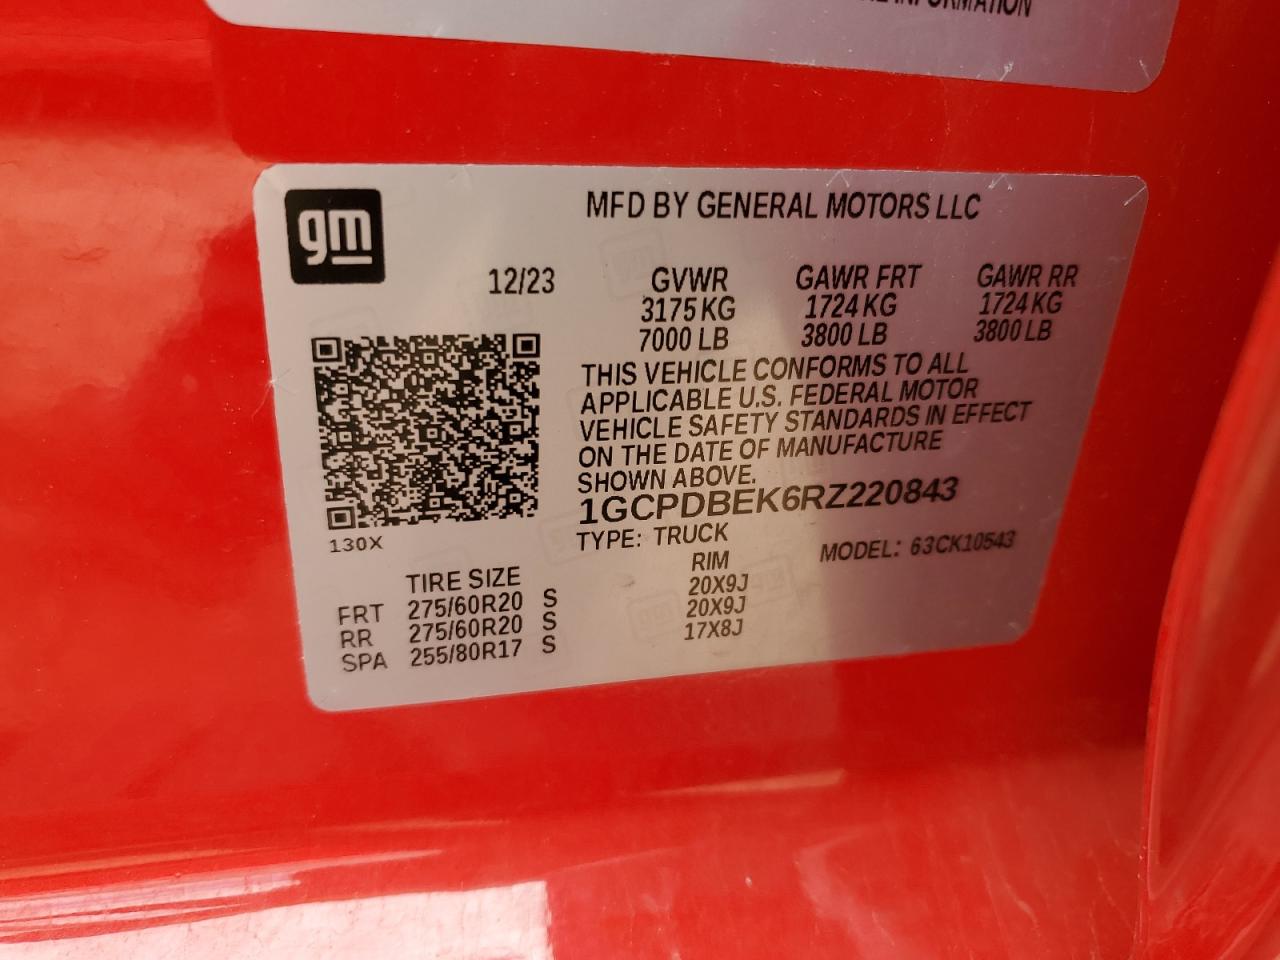 INFORMATION
gm
MFD BY GENERAL MOTORS LLC
12/23
GVWR
3175 KG
7000 LB
GAWR FRT
1724 KG
3800 LB
GAWR RR
1724 KG
3800 LB
THIS VEHICLE CONFORMS TO ALL
APPLICABLE U.S. FEDERAL MOTOR
VEHICLE SAFETY STANDARDS IN EFFECT
ON THE DATE OF MANUFACTURE
SHOWN ABOVE.
1GCPDBEK6RZ220843
TYPE: TRUCK
MODEL: 63CK10543
130X
TIRE SIZE RIM
FRT 275/60R20 S 20X9J
RR 275/60R20 S 20X9J
SPA 255/80R17 S 17X8J